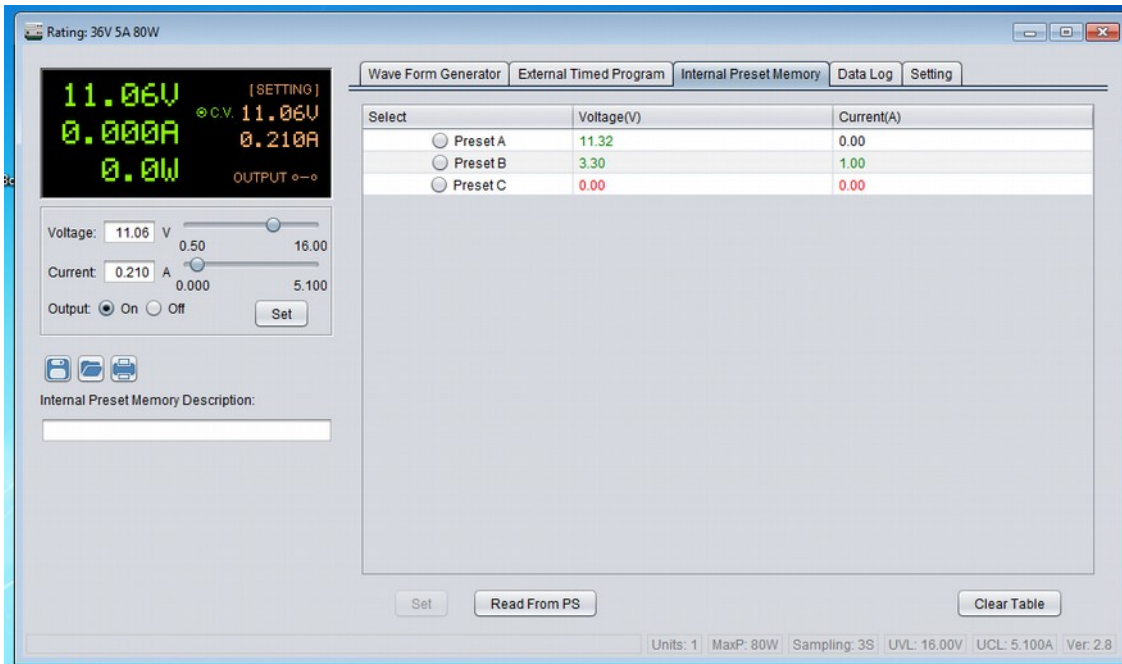 Rating: 36V 5A 80W
11.06V
[SETTING]
C.V. 11.06V
0.000A
0.210A
0.0W
OUTPUT
Voltage: 11.06 V
0.50 16.00
Current: 0.210 A
0.000 5.100
Output: On Off
Set
Internal Preset Memory Description:
Wave Form Generator External Timed Program Internal Preset Memory Data Log Setting
Select Voltage(V) Current(A)
Preset A 11.32 0.00
Preset B 3.30 1.00
Preset C 0.00 0.00
Set Read From PS Clear Table
Units: 1 MaxP: 80W Sampling: 3S UVL: 16.00V UCL: 5.100A Ver: 2.8